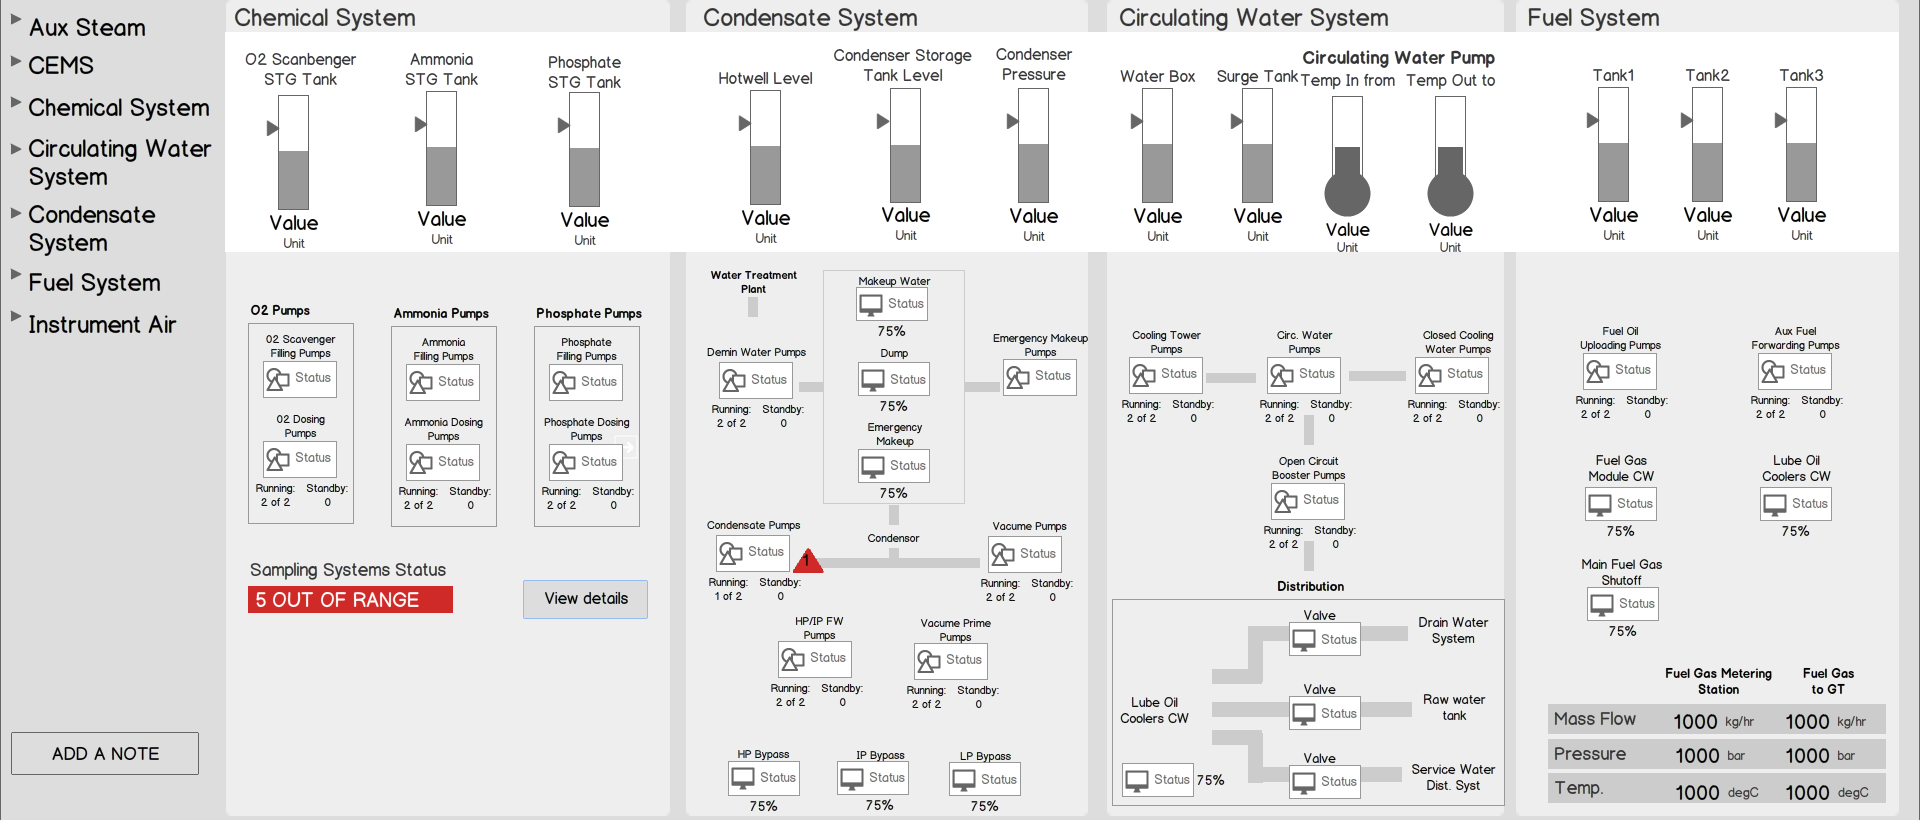 Aux Steam
CEMS
Chemical System
Circulating Water
System
Condensate
System
Fuel System
Instrument Air
ADD A NOTE
Chemical System
O2 Scanbenger
STG Tank
Value
Unit
Ammonia
STG Tank
Value
Unit
Phosphate
STG Tank
Value
Unit
O2 Pumps
02 Scavenger
Filling Pumps
Status
02 Dosing
Pumps
Status
Running: Standby:
2 of 2 0
Ammonia Pumps
Ammonia
Filling Pumps
Status
Ammonia Dosing
Pumps
Status
Running: Standby:
2 of 2 0
Phosphate Pumps
Phosphate
Filling Pumps
Status
Phosphate Dosing
Pumps
Status
Running: Standby:
2 of 2 0
Sampling Systems Status
5 OUT OF RANGE
View details
Condensate System
Hotwell Level
Value
Unit
Condenser Storage
Tank Level
Value
Unit
Condenser
Pressure
Value
Unit
Water Treatment
Plant
Demin Water Pumps
Status
Running: Standby:
2 of 2 0
Makeup Water
Status
75%
Dump
Status
75%
Emergency
Makeup
Status
75%
Emergency Makeup
Pumps
Status
Condensate Pumps
Status
1
Running: Standby:
1 of 2 0
Condensor
Vacume Pumps
Status
Running: Standby:
2 of 2 0
HP/IP FW
Pumps
Status
Running: Standby:
2 of 2 0
Vacume Prime
Pumps
Status
Running: Standby:
2 of 2 0
HP Bypass
Status
75%
IP Bypass
Status
75%
LP Bypass
Status
75%
Circulating Water System
Water Box
Value
Unit
Surge Tank
Value
Unit
Circulating Water Pump
Temp In from
Value
Unit
Temp Out to
Value
Unit
Cooling Tower
Pumps
Status
Running: Standby:
2 of 2 0
Circ. Water
Pumps
Status
Running: Standby:
2 of 2 0
Closed Cooling
Water Pumps
Status
Running: Standby:
2 of 2 0
Open Circuit
Booster Pumps
Status
Running: Standby:
2 of 2 0
Distribution
Lube Oil
Coolers CW
Status 75%
Valve
Status
Drain Water
System
Valve
Status
Raw water
tank
Valve
Status
Service Water
Dist. Syst
Fuel System
Tank1
Value
Unit
Tank2
Value
Unit
Tank3
Value
Unit
Fuel Oil
Uploading Pumps
Status
Running: Standby:
2 of 2 0
Aux Fuel
Forwarding Pumps
Status
Running: Standby:
2 of 2 0
Fuel Gas
Module CW
Status
75%
Lube Oil
Coolers CW
Status
75%
Main Fuel Gas
Shutoff
Status
75%
Fuel Gas Metering
Station
Fuel Gas
to GT
Mass Flow 1000 kg/hr 1000 kg/hr
Pressure 1000 bar 1000 bar
Temp. 1000 degC 1000 degC